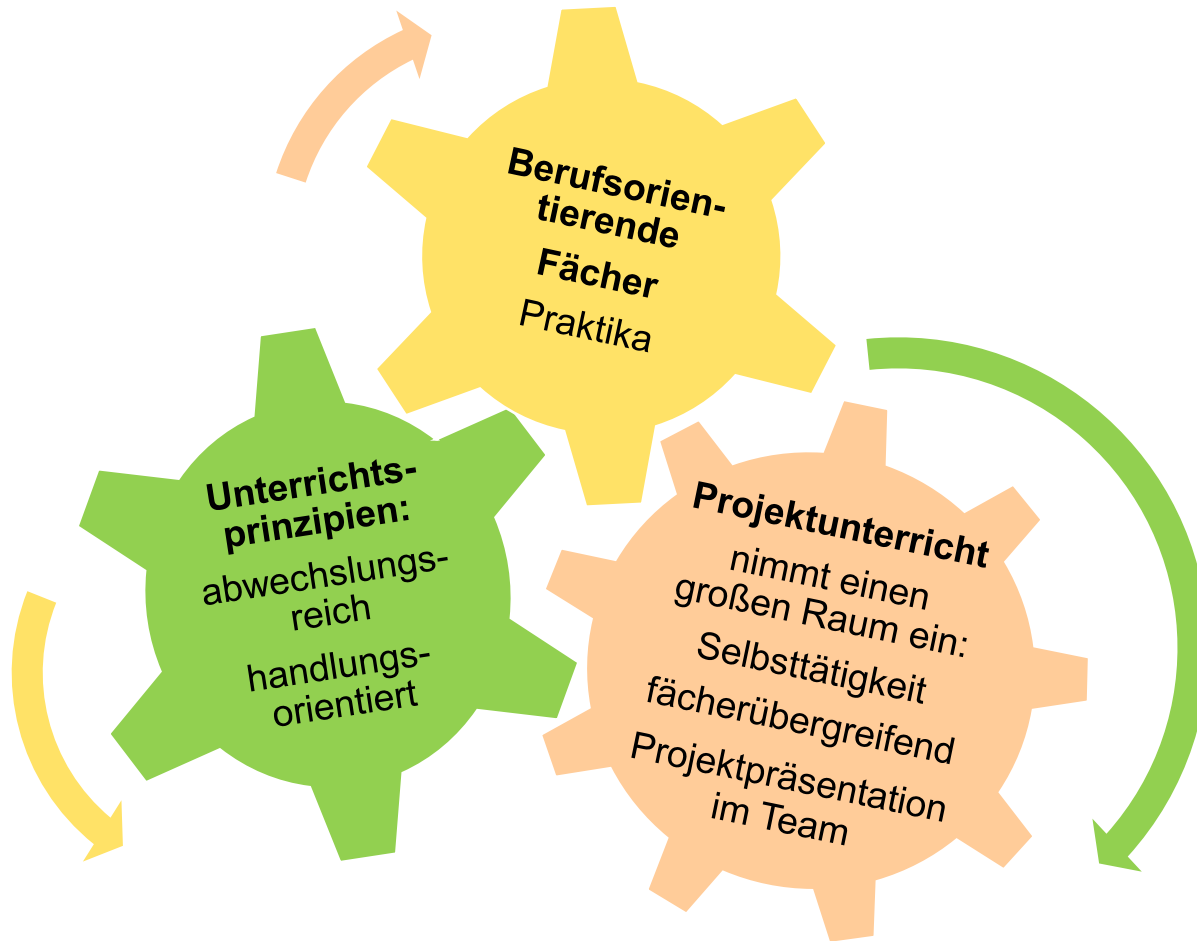 Berufsorien-
tierende
Fächer
Praktika
Unterrichts-
prinzipien:
abwechslungs-
reich
handlungs-
orientiert
Projektunterricht
nimmt einen
großen Raum ein:
Selbsttätigkeit
fächerübergreifend
Projektpräsentation
im Team